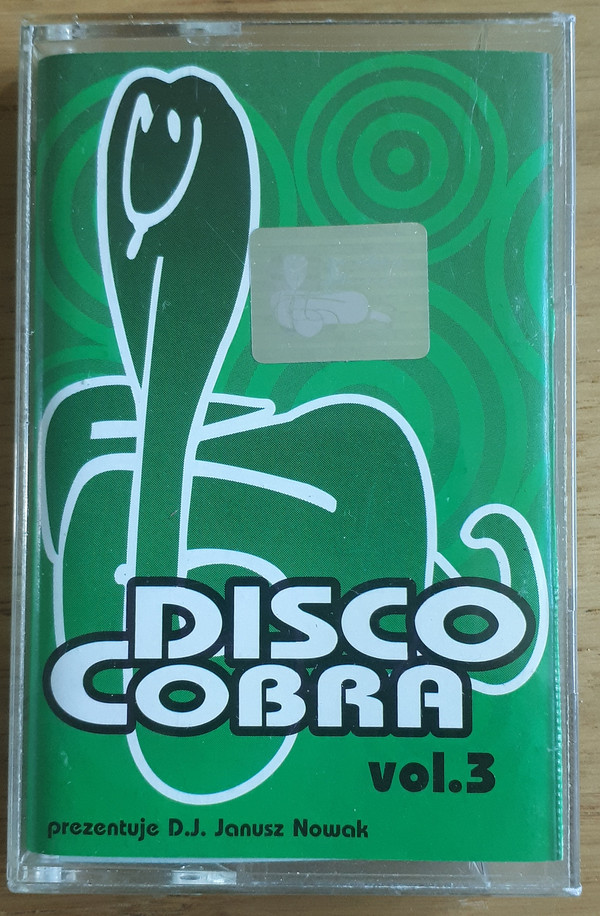 DISCO
COBRA
vol.3
prezentuje D.J. Janusz Nowak